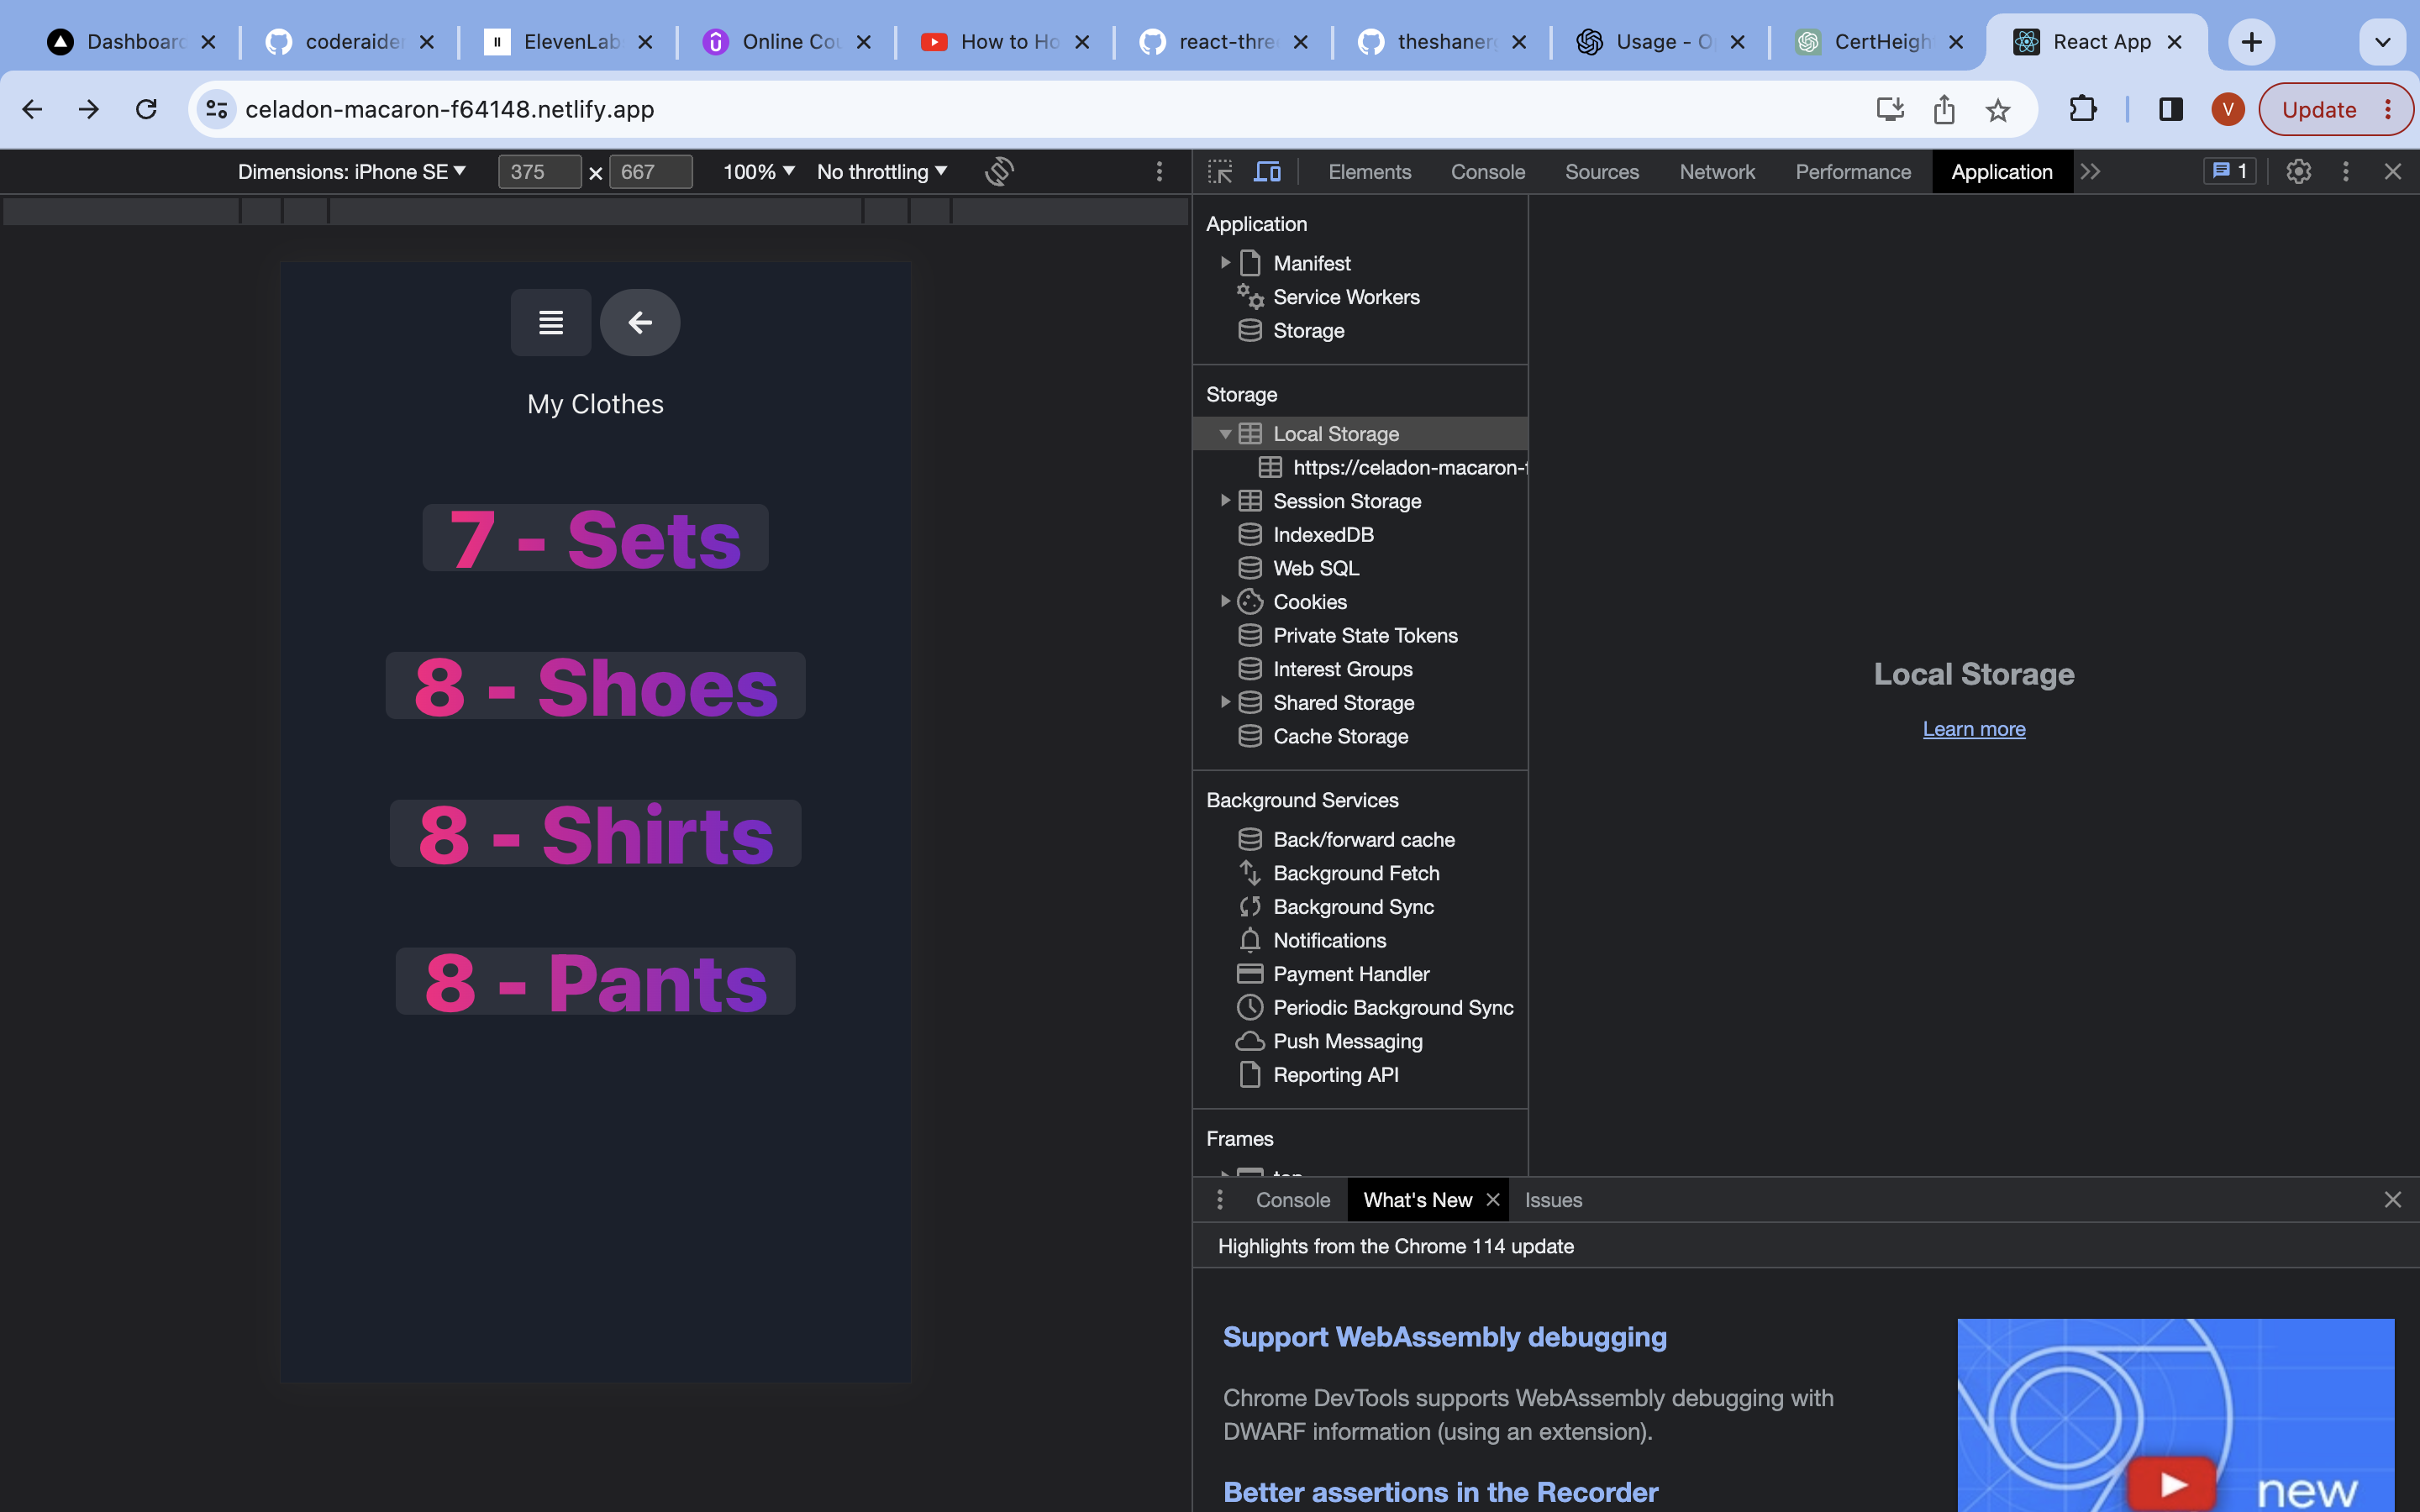 Dashboard
coderaider
ElevenLab
Online Cou
How to Ho
react-thre
theshaner
Usage - O
CertHeigh
React App
celadon-macaron-f64148.netlify.app
V
Update
Dimensions: iPhone SE
375 × 667
100%
No throttling
Elements
Console
Sources
Network
Performance
Application
1
My Clothes
7 - Sets
8 - Shoes
8 - Shirts
8 - Pants
Application
Manifest
Service Workers
Storage
Storage
Local Storage
https://celadon-macaron-f
Session Storage
IndexedDB
Web SQL
Cookies
Private State Tokens
Interest Groups
Shared Storage
Cache Storage
Background Services
Back/forward cache
Background Fetch
Background Sync
Notifications
Payment Handler
Periodic Background Sync
Push Messaging
Reporting API
Frames
top
Local Storage
Learn more
Console
What's New
Issues
Highlights from the Chrome 114 update
Support WebAssembly debugging
Chrome DevTools supports WebAssembly debugging with
DWARF information (using an extension).
Better assertions in the Recorder
new